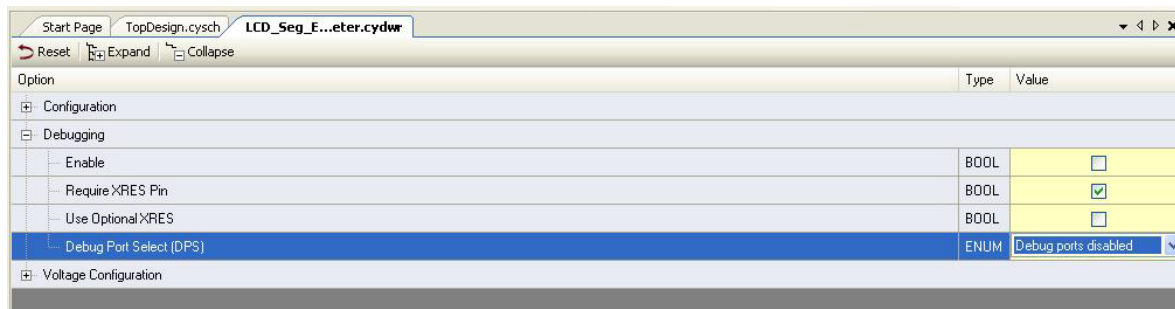 Start Page TopDesign.cysch LCD_Seg_E...eter.cydwr
Reset Expand Collapse
Option Type Value
Configuration
Debugging
Enable BOOL
Require XRES Pin BOOL
Use Optional XRES BOOL
Debug Port Select (DPS) ENUM Debug ports disabled
Voltage Configuration